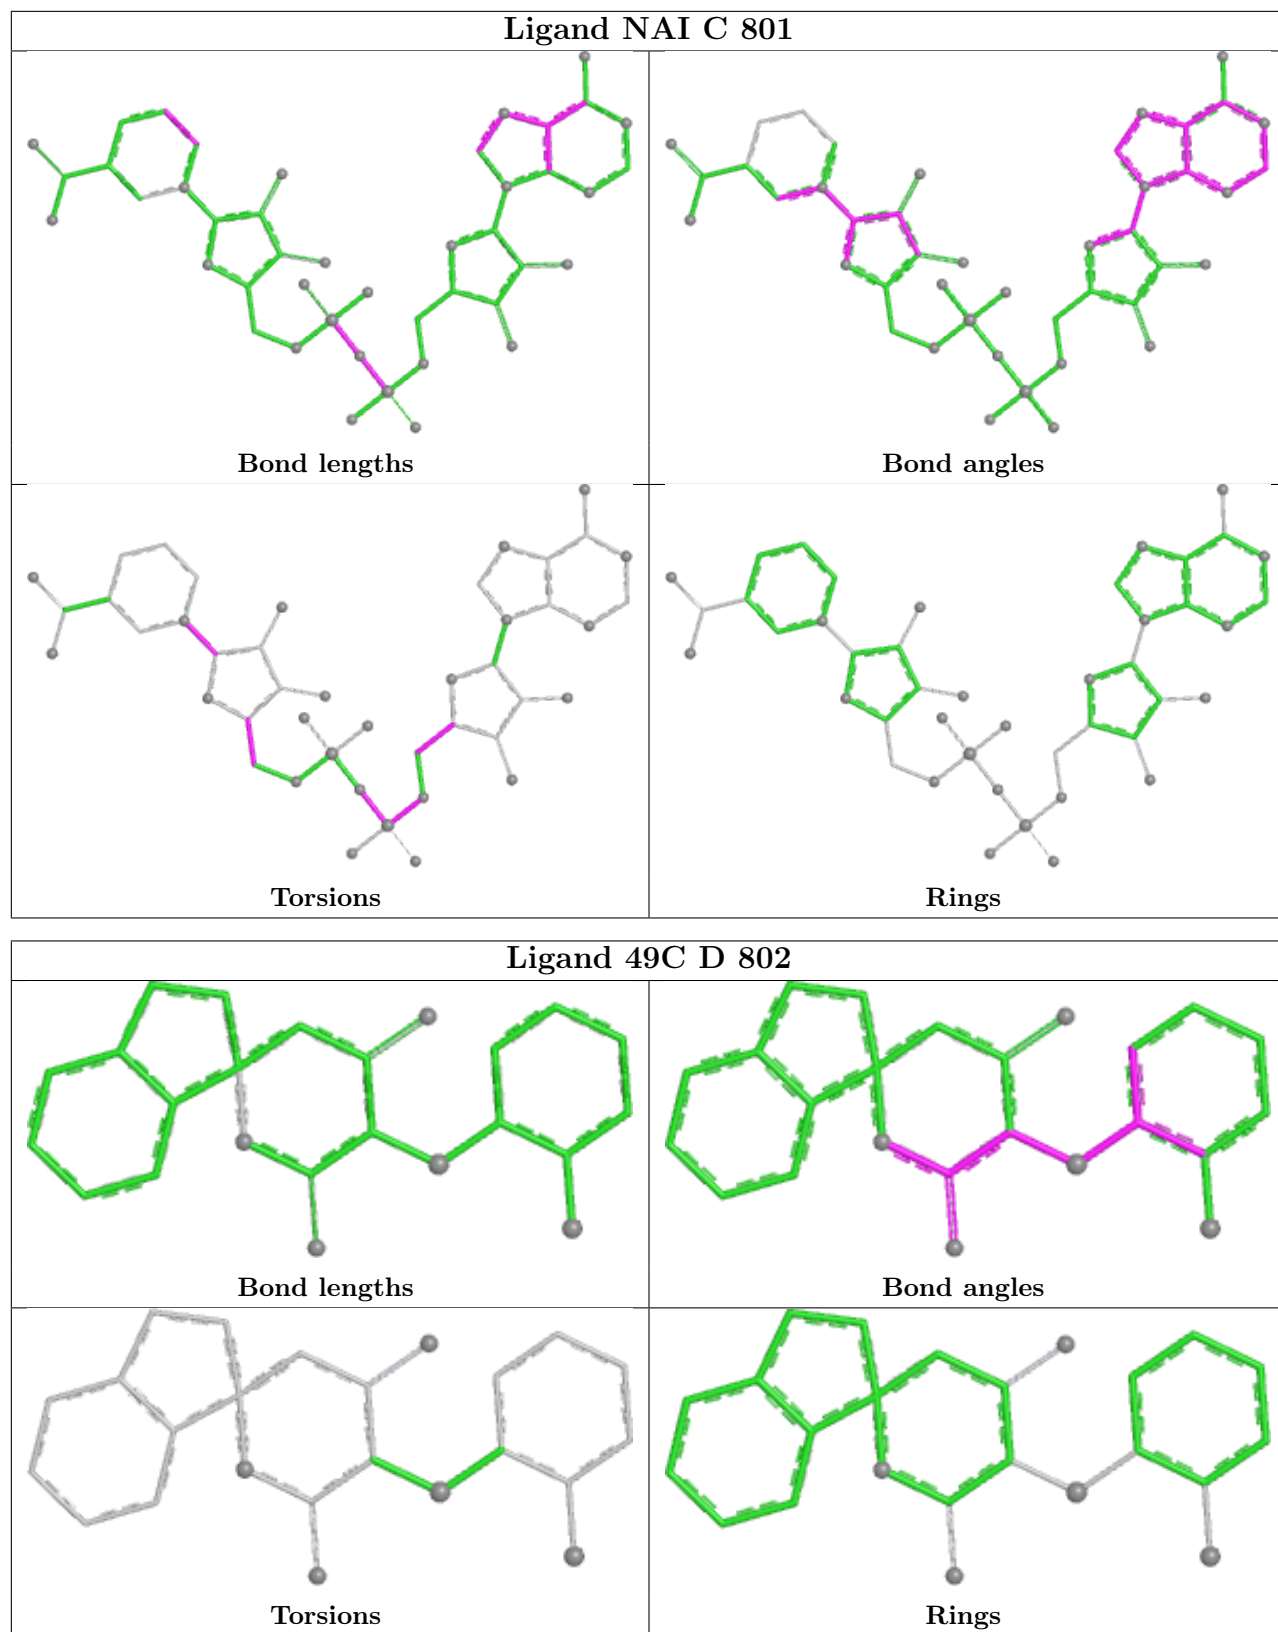 Ligand NAI C 801
Bond lengths
Bond angles
Torsions
Rings
Ligand 49C D 802
Bond lengths
Bond angles
Torsions
Rings